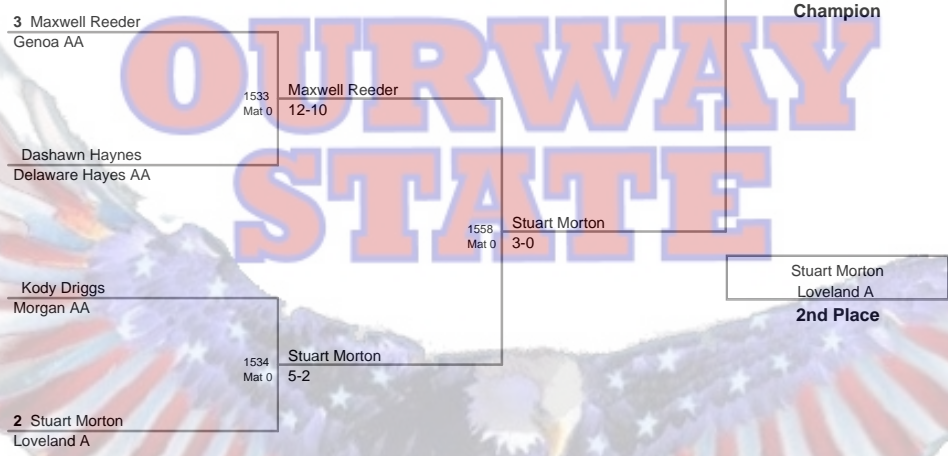 Champion
3 Maxwell Reeder
Genoa AA
OURWAY
STATE
1533
Mat 0
Maxwell Reeder
12-10
Dashawn Haynes
Delaware Hayes AA
1558
Mat 0
Stuart Morton
3-0
Kody Driggs
Morgan AA
1534
Mat 0
Stuart Morton
5-2
2 Stuart Morton
Loveland A
Stuart Morton
Loveland A
2nd Place